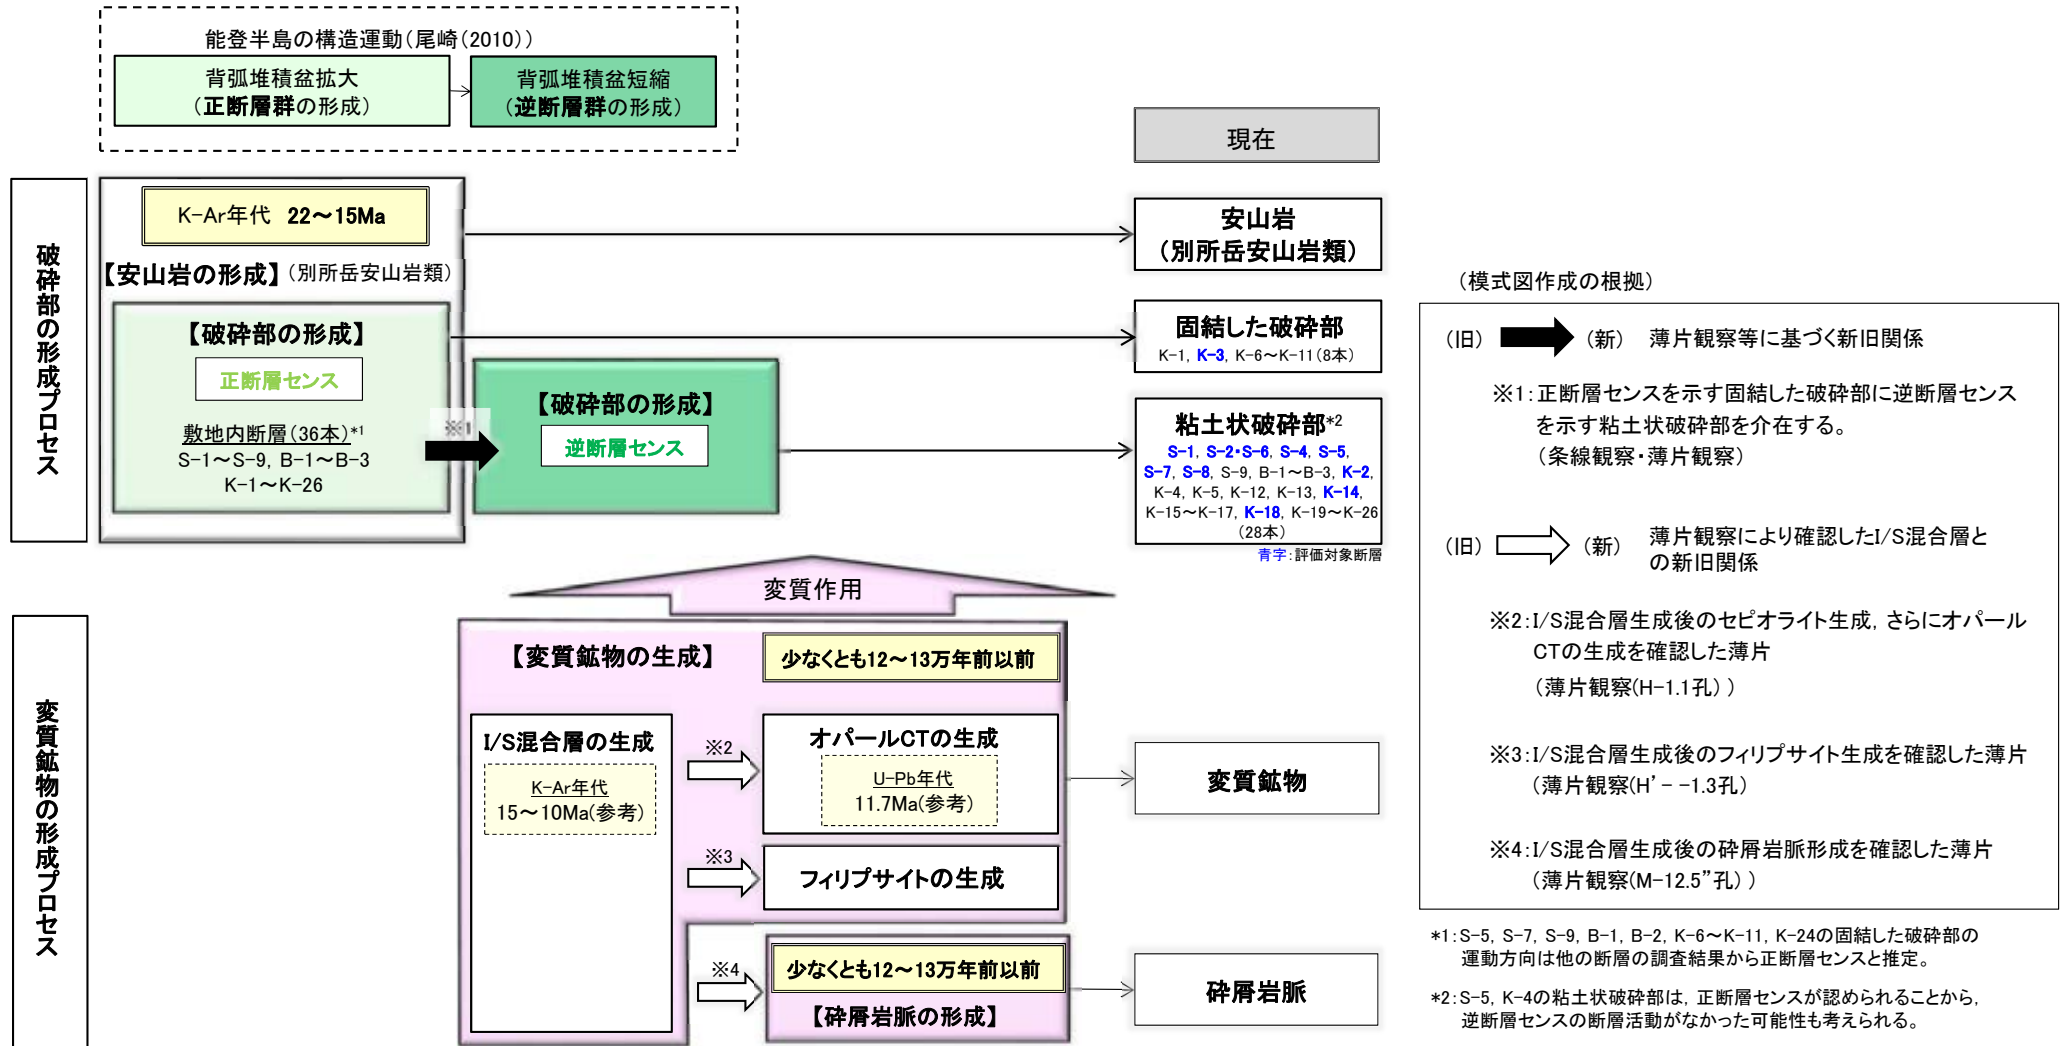 能登半島の構造運動(尾崎(2010))
背弧堆積盆拡大
(正断層群の形成)
背弧堆積盆短縮
(逆断層群の形成)
現在
破砕部の形成プロセス
K-Ar年代 22~15Ma
【安山岩の形成】(別所岳安山岩類)
【破砕部の形成】
正断層センス
敷地内断層(36本)*1
S-1~S-9, B-1~B-3
K-1~K-26
※1
【破砕部の形成】
逆断層センス
安山岩
(別所岳安山岩類)
固結した破砕部
K-1, K-3, K-6~K-11(8本)
粘土状破砕部*2
S-1, S-2・S-6, S-4, S-5,
S-7, S-8, S-9, B-1~B-3, K-2,
K-4, K-5, K-12, K-13, K-14,
K-15~K-17, K-18, K-19~K-26
(28本)
青字:評価対象断層
変質作用
変質鉱物の形成プロセス
【変質鉱物の生成】
少なくとも12~13万年前以前
I/S混合層の生成
K-Ar年代
15~10Ma(参考)
※2
オパールCTの生成
U-Pb年代
11.7Ma(参考)
※3
フィリプサイトの生成
※4
少なくとも12~13万年前以前
【砕屑岩脈の形成】
変質鉱物
砕屑岩脈
(模式図作成の根拠)
(旧) (新) 薄片観察等に基づく新旧関係
※1:正断層センスを示す固結した破砕部に逆断層センス
を示す粘土状破砕部を介在する。
(条線観察・薄片観察)
(旧) (新) 薄片観察により確認したI/S混合層と
の新旧関係
※2:I/S混合層生成後のセピオライト生成, さらにオパール
CTの生成を確認した薄片
(薄片観察(H-1.1孔))
※3:I/S混合層生成後のフィリプサイト生成を確認した薄片
(薄片観察(H’- -1.3孔)
※4:I/S混合層生成後の砕屑岩脈形成を確認した薄片
(薄片観察(M-12.5”孔))
*1:S-5, S-7, S-9, B-1, B-2, K-6~K-11, K-24の固結した破砕部の
運動方向は他の断層の調査結果から正断層センスと推定。
*2:S-5, K-4の粘土状破砕部は, 正断層センスが認められることから,
逆断層センスの断層活動がなかった可能性も考えられる。